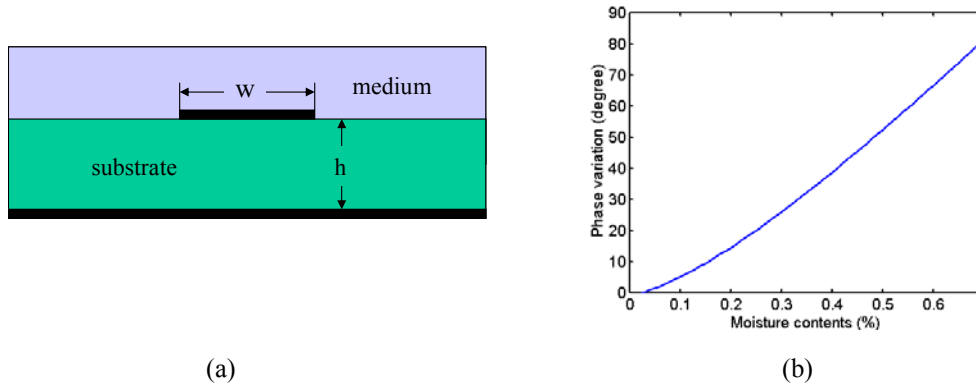 W
medium
substrate
h
(a)
90
80
70
60
50
40
30
20
10
0
Phase variation (degree)
0 0.1 0.2 0.3 0.4 0.5 0.6
Moisture contents (%)
(b)